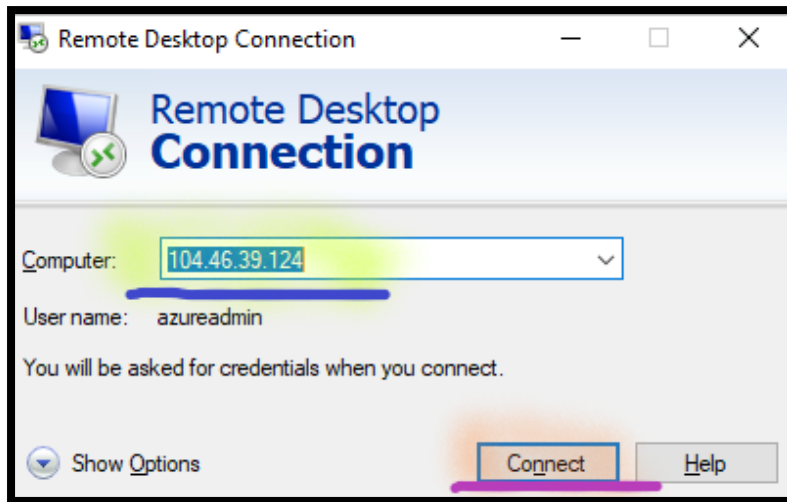 Remote Desktop Connection
Remote Desktop
Connection
Computer: 104.46.39.124
User name: azureadmin
You will be asked for credentials when you connect.
Show Options Connect Help